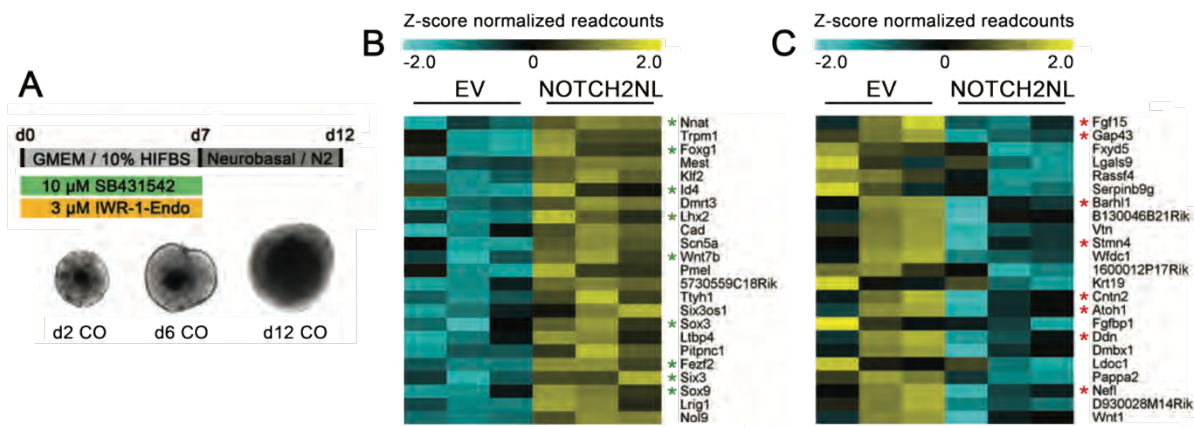 A
d0 d7 d12
GMEM / 10% HIFBS Neurobasal / N2
10 µM SB431542
3 µM IWR-1-Endo
d2 CO d6 CO d12 CO
B
Z-score normalized readcounts
-2.0 0 2.0
EV NOTCH2NL
* Nnat
Trpm1
* Foxg1
Mest
Klf2
* Id4
Dmrt3
* Lhx2
Cad
Scn5a
* Wnt7b
Pmel
5730559C18Rik
Ttyh1
Six3os1
* Sox3
Ltbp4
Pitpnc1
* Fezf2
* Six3
* Sox9
Lrig1
Nol9
C
Z-score normalized readcounts
-2.0 0 2.0
EV NOTCH2NL
* Fgf15
* Gap43
Fxyd5
Lgals9
Rassf4
Serpinb9g
* Barhl1
B130046B21Rik
Vtn
* Stmn4
Wfdc1
1600012P17Rik
Krt19
* Cntn2
* Atoh1
Fgfbp1
* Ddn
Dmbx1
Ldoc1
Pappa2
* Nefl
D930028M14Rik
Wnt1